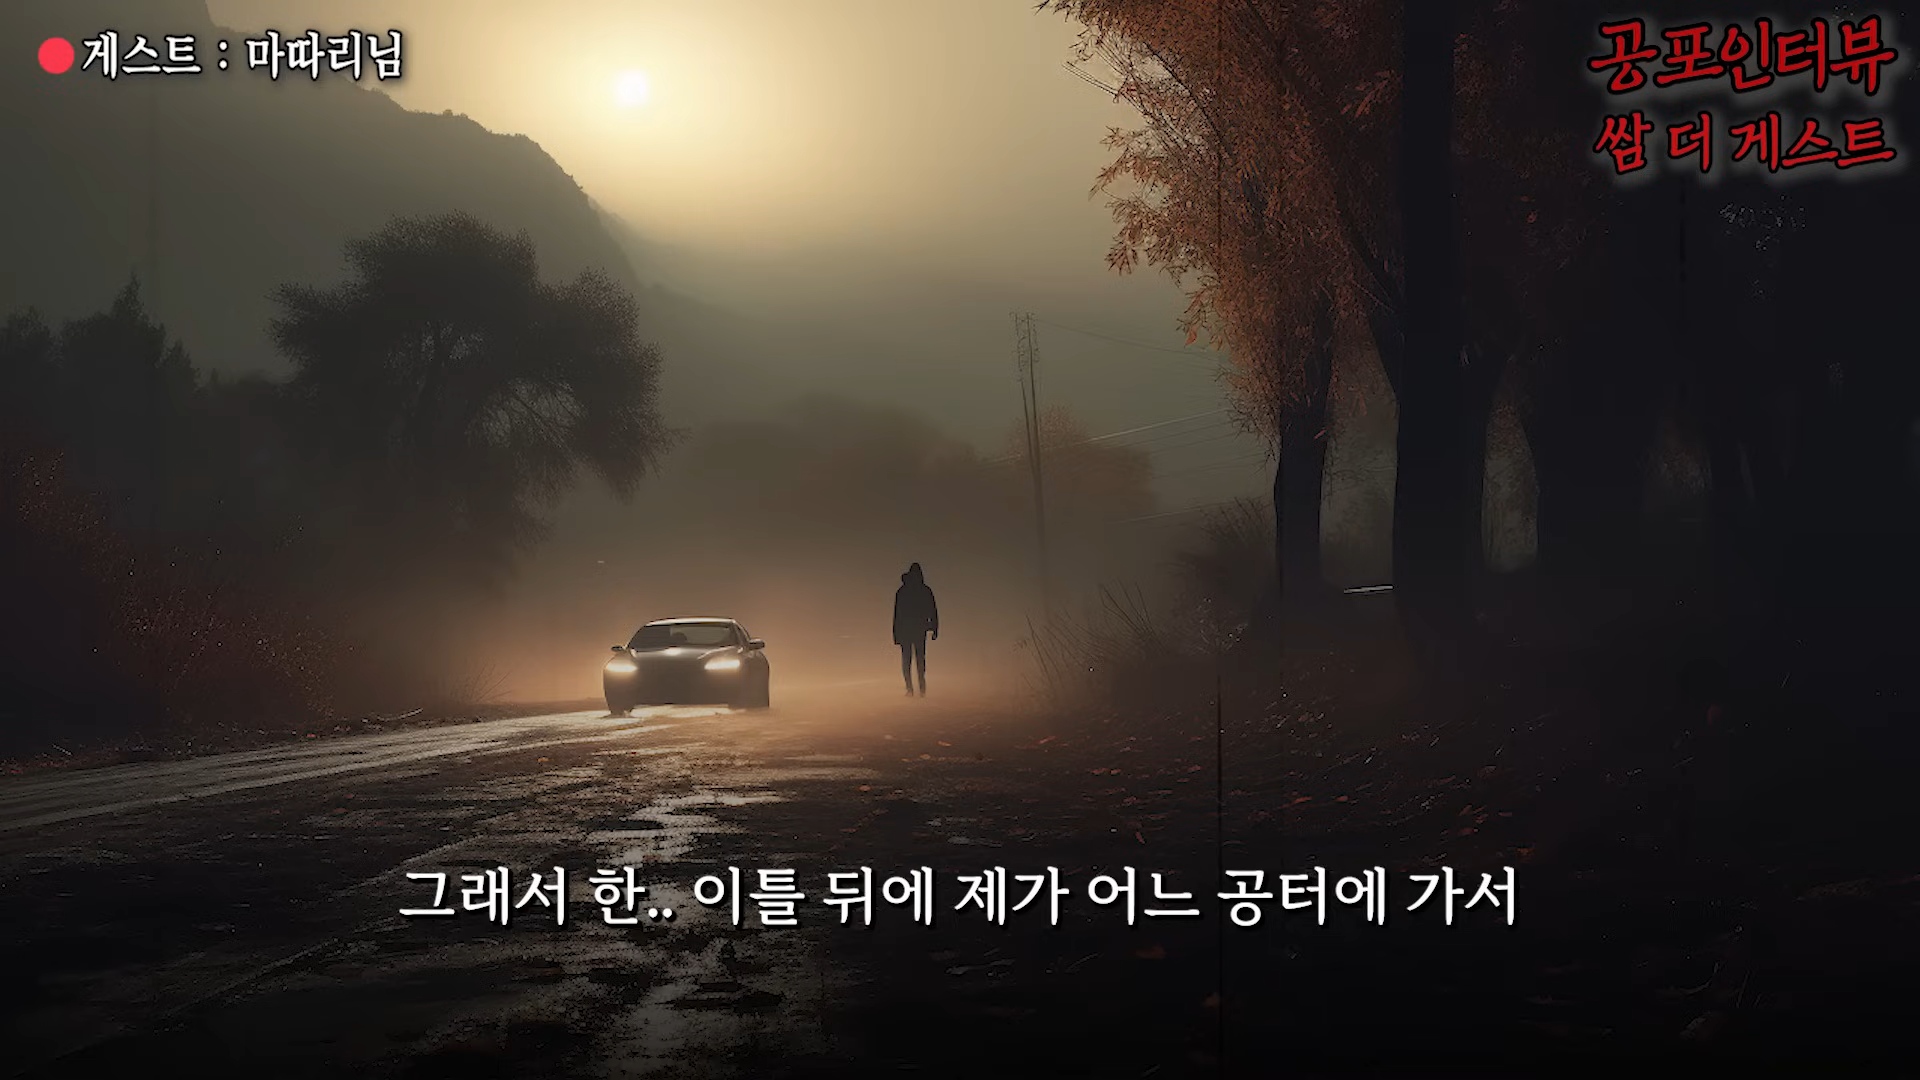 게스트 : 마따리님
공포인터뷰
쌈 더 게스트
그래서 한.. 이틀 뒤에 제가 어느 공터에 가서